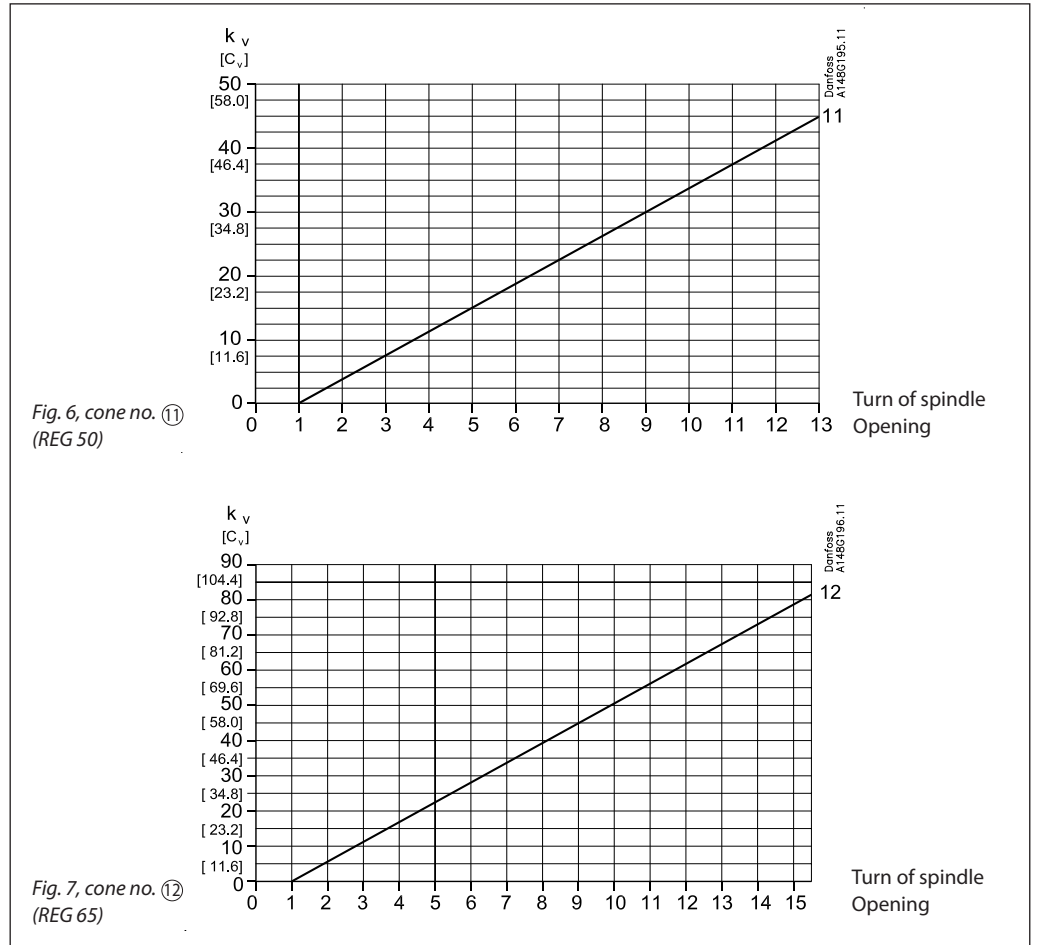 k v
[Cv]
Danfoss
A148G195.11
50
[58.0]
40
[46.4]
30
[34.8]
20
[23.2]
10
[11.6]
0
11
0 1 2 3 4 5 6 7 8 9 10 11 12 13
Turn of spindle
Opening
Fig. 6, cone no. ⑪
(REG 50)
k v
[Cv]
Danfoss
A148G196.11
90
[104.4]
80
[ 92.8]
70
[ 81.2]
60
[ 69.6]
50
[ 58.0]
40
[ 46.4]
30
[ 34.8]
20
[ 23.2]
10
[ 11.6]
0
12
0 1 2 3 4 5 6 7 8 9 10 11 12 13 14 15
Turn of spindle
Opening
Fig. 7, cone no. ⑫
(REG 65)